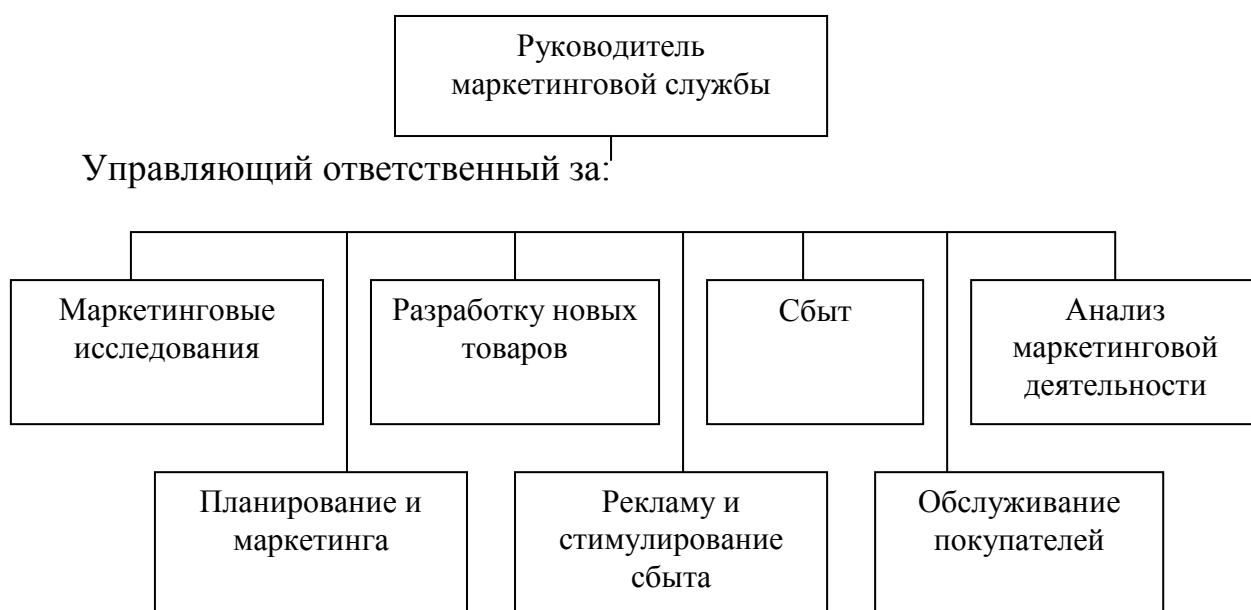 Руководитель
маркетинговой службы
Управляющий ответственный за:
Маркетинговые
исследования
Разработку новых
товаров
Сбыт
Анализ
маркетинговой
деятельности
Планирование и
маркетинга
Рекламу и
стимулирование
сбыта
Обслуживание
покупателей